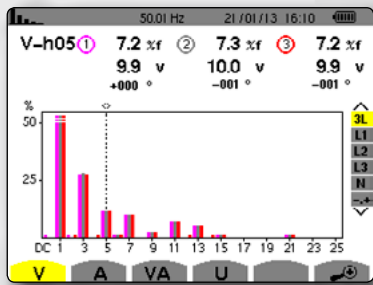 50.01 Hz 21/01/13 16:10
V-h05 1 7.2 %f 2 7.3 %f 3 7.2 %f
9.9 v 10.0 v 9.9 v
+000 ° -001 ° -001 °
%
50
25
DC 1 3 5 7 9 11 13 15 17 19 21 23 25
3L
L1
L2
L3
N
-.+
V A VA U